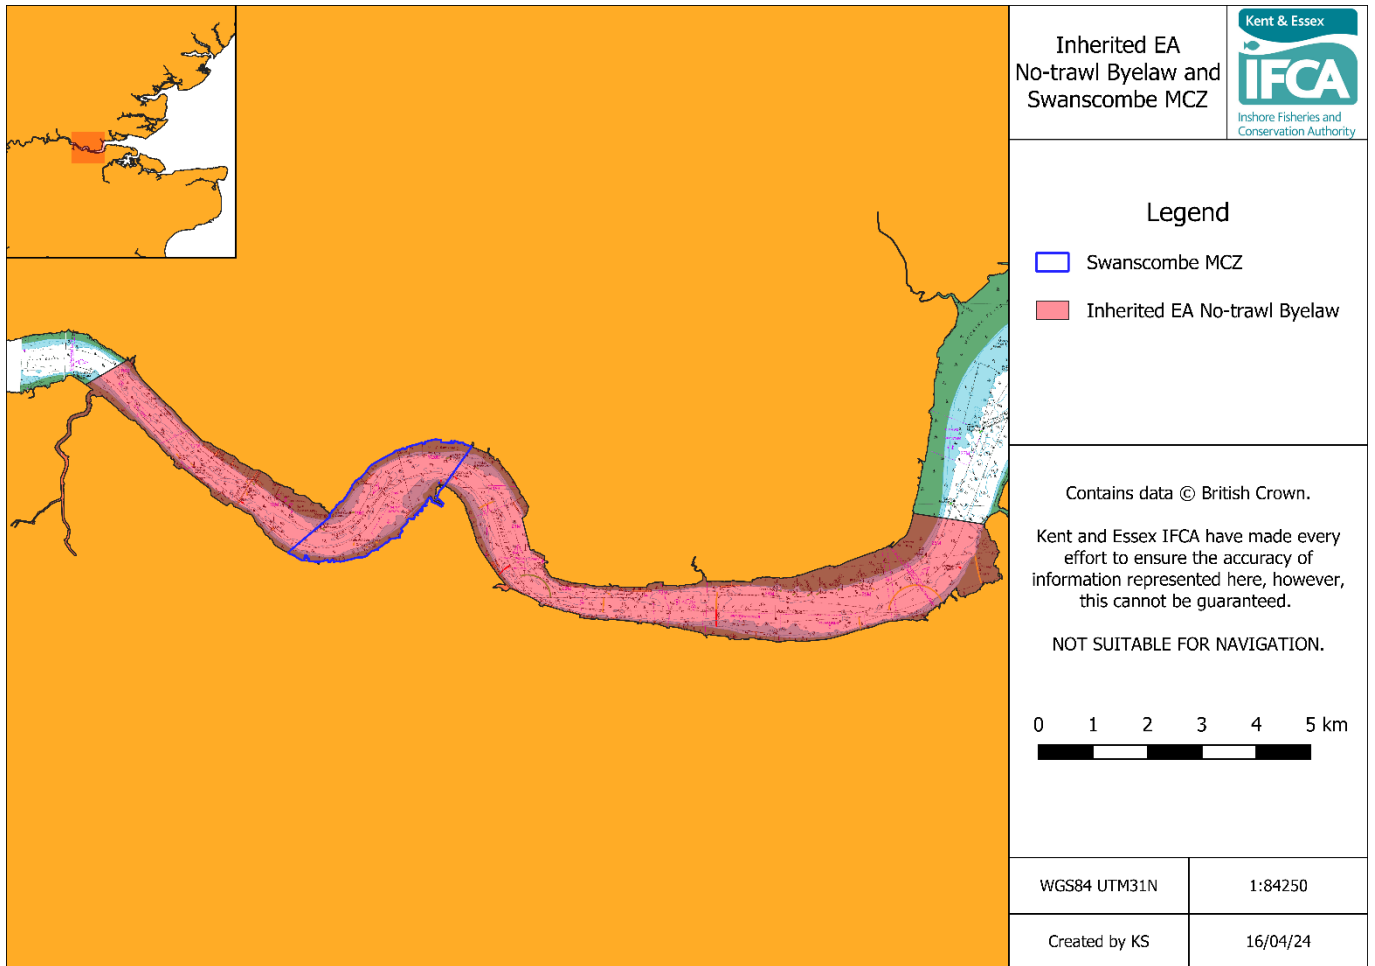 Inherited EA
No-trawl Byelaw and
Swanscombe MCZ
Kent & Essex
IFCA
Inshore Fisheries and
Conservation Authority
Legend
Swanscombe MCZ
Inherited EA No-trawl Byelaw
Contains data © British Crown.
Kent and Essex IFCA have made every
effort to ensure the accuracy of
information represented here, however,
this cannot be guaranteed.
NOT SUITABLE FOR NAVIGATION.
0 1 2 3 4 5 km
WGS84 UTM31N
1:84250
Created by KS
16/04/24